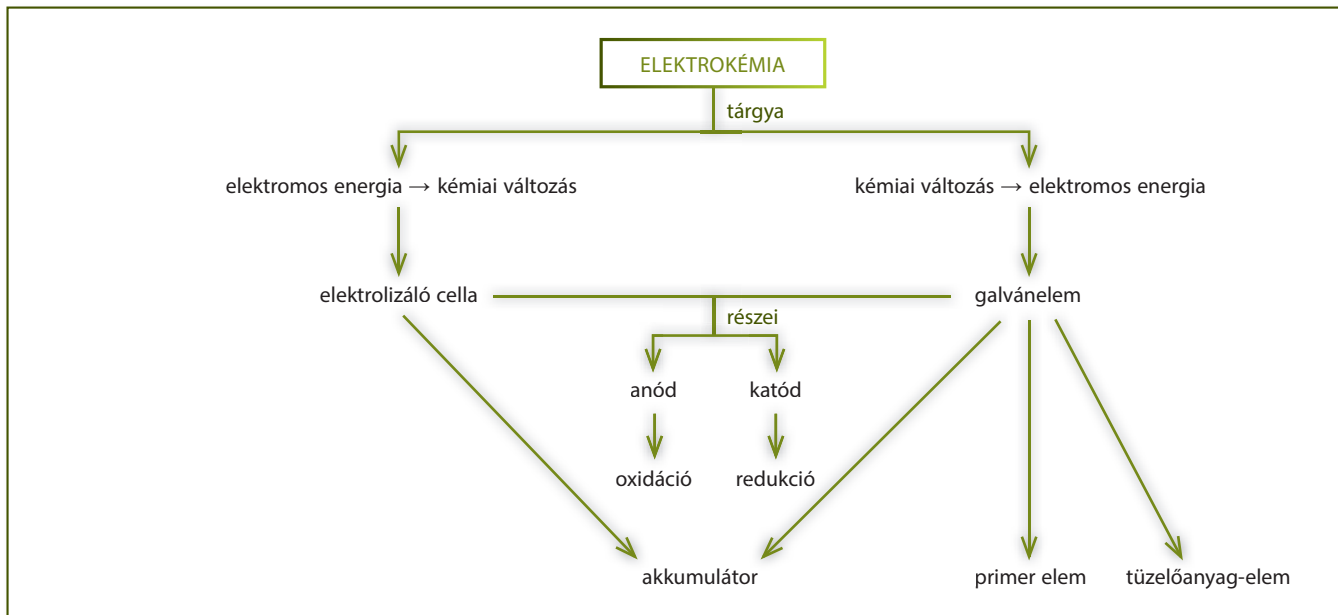 ELEKTROKÉMIA
tárgya
elektromos energia → kémiai változás
kémiai változás → elektromos energia
elektrolizáló cella
galvánelem
részei
anód
katód
oxidáció
redukció
akkumulátor
primer elem
tüzelőanyag-elem